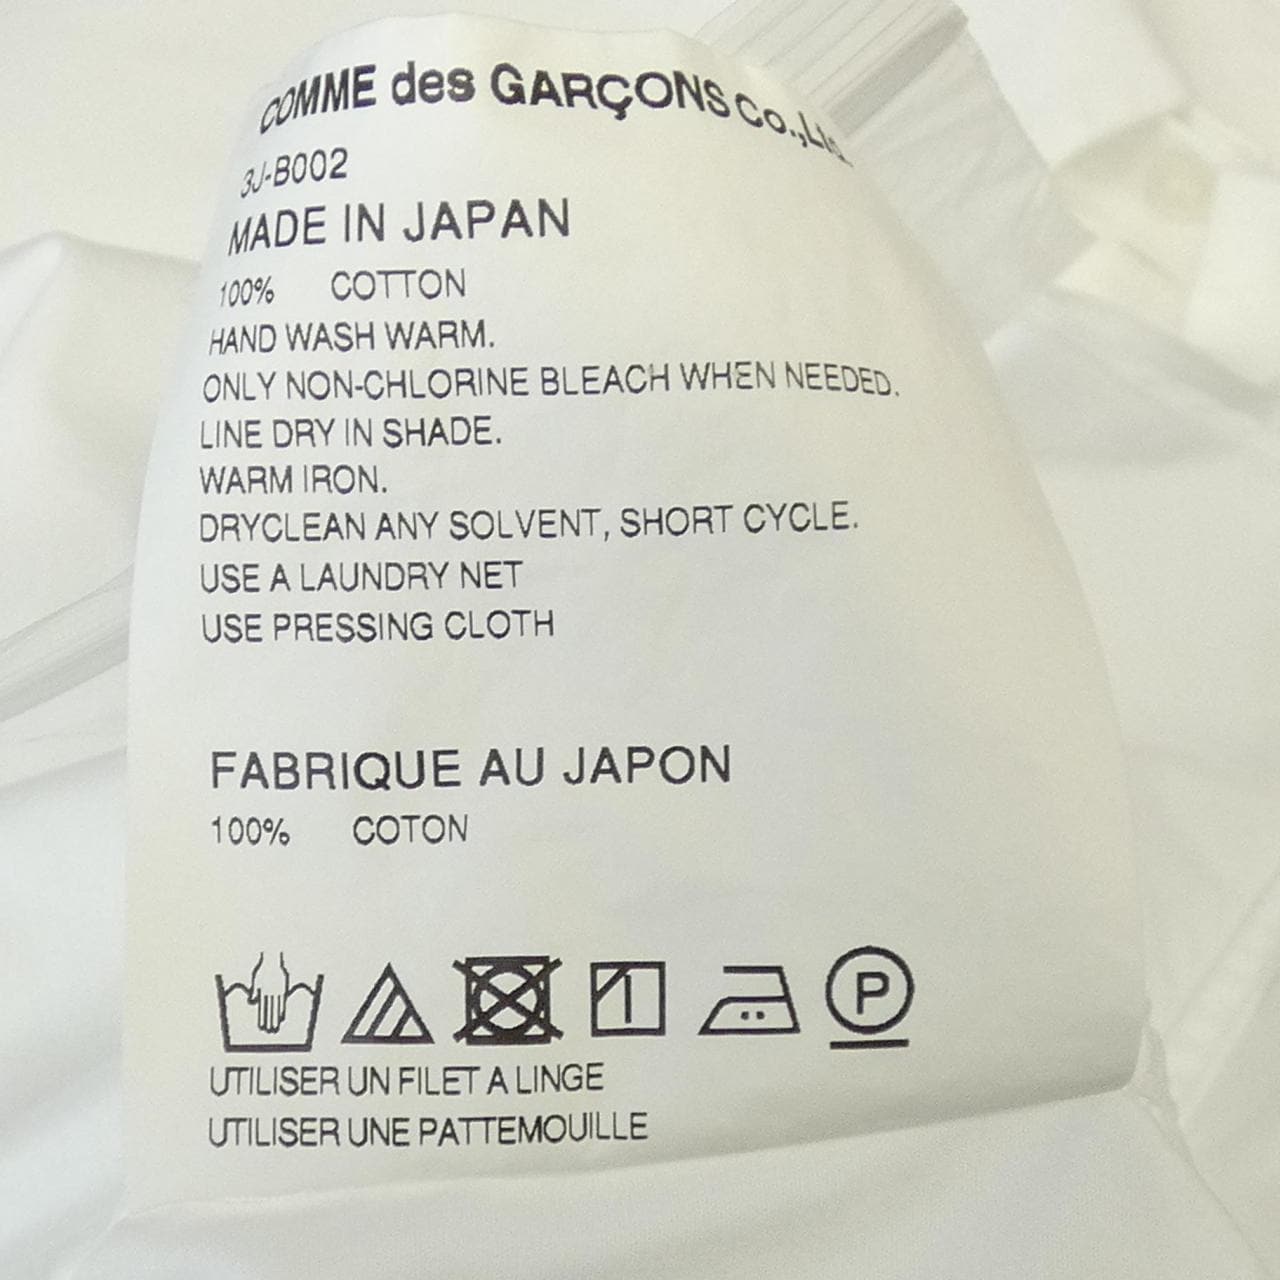 COMME des GARÇONS Co.,Ltd.
3J-B002
MADE IN JAPAN
100% COTTON
HAND WASH WARM.
ONLY NON-CHLORINE BLEACH WHEN NEEDED.
LINE DRY IN SHADE.
WARM IRON.
DRYCLEAN ANY SOLVENT, SHORT CYCLE.
USE A LAUNDRY NET
USE PRESSING CLOTH
FABRIQUE AU JAPON
100% COTON
P
UTILISER UN FILET A LINGE
UTILISER UNE PATTEMOUILLE